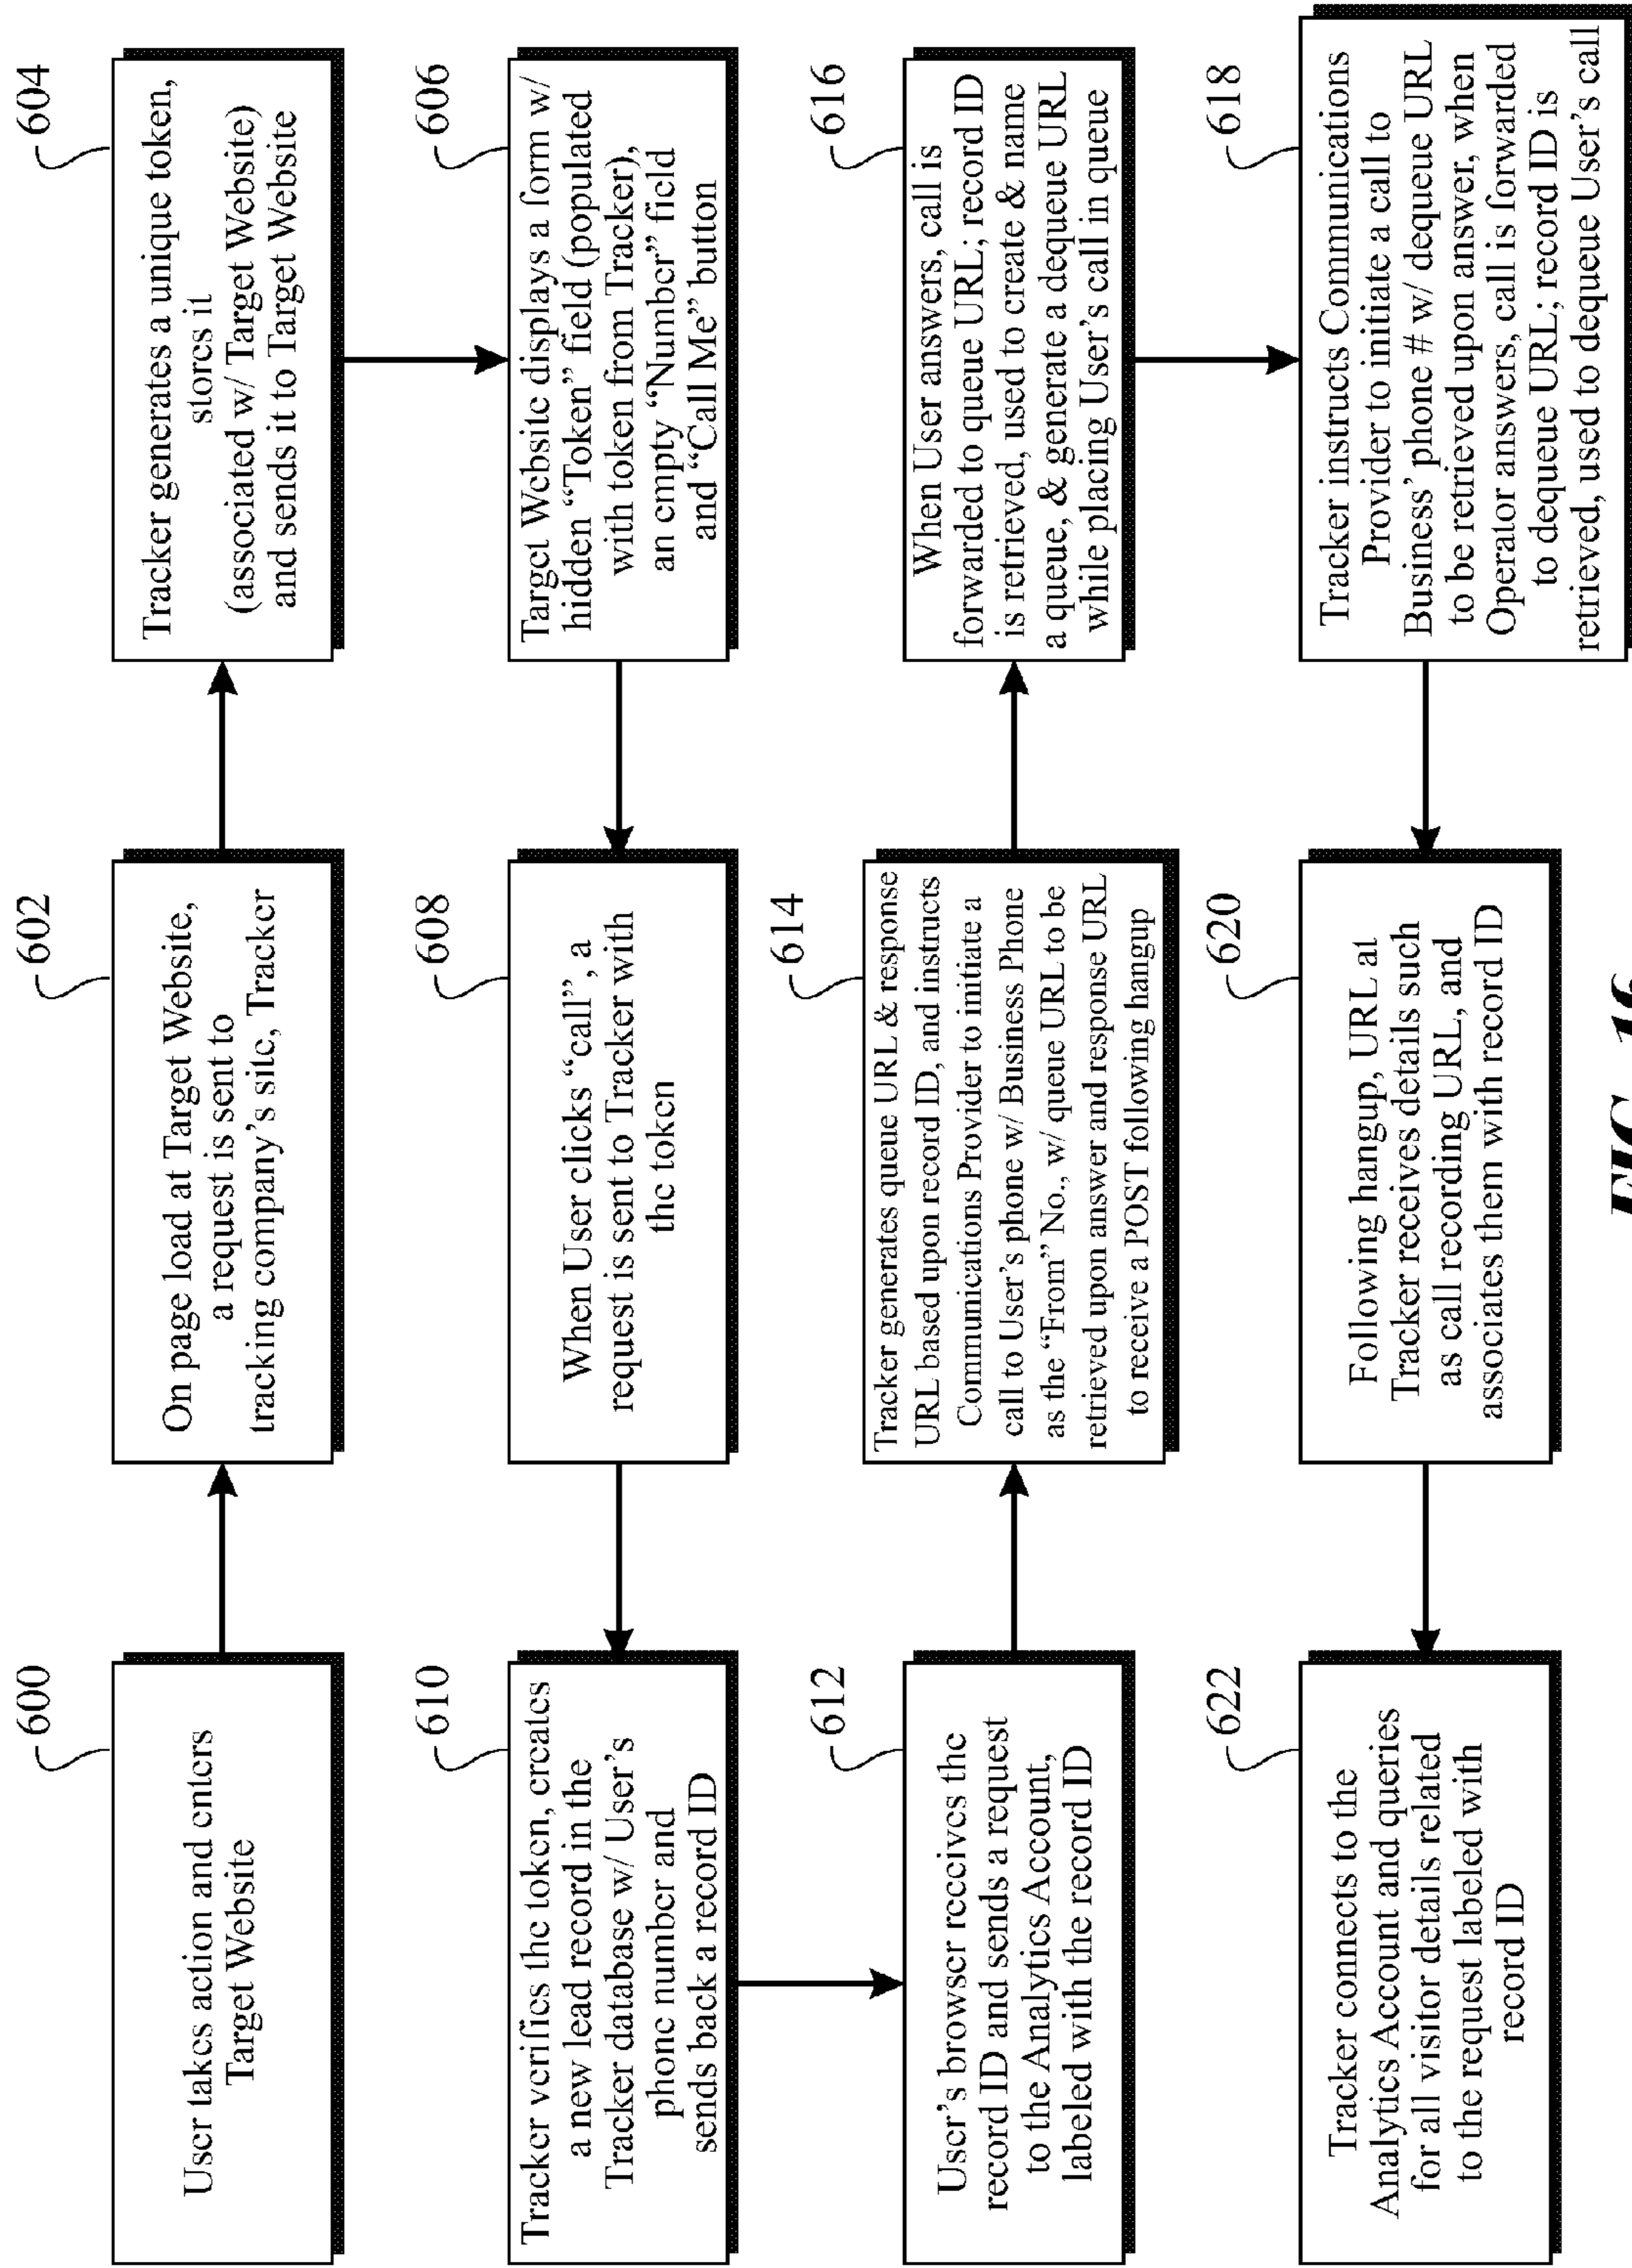 600
User takes action and enters
Target Website
602
On page load at Target Website,
a request is sent to
tracking company's site, Tracker
604
Tracker generates a unique token,
stores it
(associated w/ Target Website)
and sends it to Target Website
606
Target Website displays a form w/
hidden “Token” field (populated
with token from Tracker),
an empty “Number” field
and “Call Me” button
608
When User clicks “call”, a
request is sent to Tracker with
the token
610
Tracker verifies the token, creates
a new lead record in the
Tracker database w/ User's
phone number and
sends back a record ID
612
User's browser receives the
record ID and sends a request
to the Analytics Account,
labeled with the record ID
614
Tracker generates queue URL & response
URL based upon record ID, and instructs
Communications Provider to initiate a
call to User's phone w/ Business Phone
as the “From” No., w/ queue URL to be
retrieved upon answer and response URL
to receive a POST following hangup
616
When User answers, call is
forwarded to queue URL; record ID
is retrieved, used to create & name
a queue, & generate a dequeue URL
while placing User's call in queue
618
Tracker instructs Communications
Provider to initiate a call to
Business' phone # w/ dequeue URL
to be retrieved upon answer, when
Operator answers, call is forwarded
to dequeue URL; record ID is
retrieved, used to dequeue User's call
620
Following hangup, URL at
Tracker receives details such
as call recording URL, and
associates them with record ID
622
Tracker connects to the
Analytics Account and queries
for all visitor details related
to the request labeled with
record ID
FIG. 16